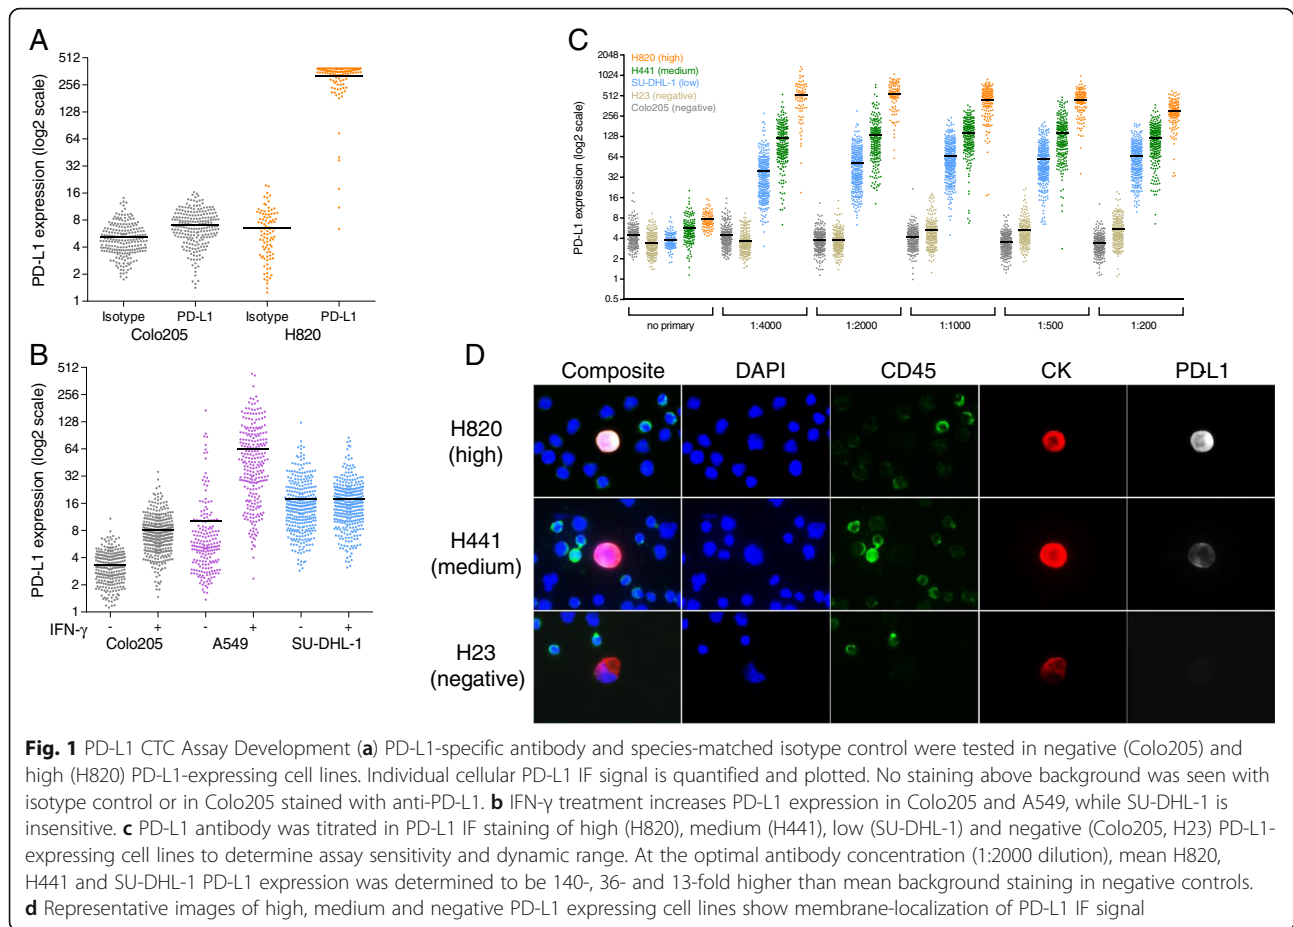 A
PD-L1 expression (log2 scale)
512
256
128
64
32
16
8
4
2
1
Isotype PD-L1 Isotype PD-L1
Colo205 H820
B
PD-L1 expression (log2 scale)
512
256
128
64
32
16
8
4
2
1
IFN-γ - + - + - +
Colo205 A549 SU-DHL-1
C
PD-L1 expression (log2 scale)
2048
1024
512
256
128
64
32
16
8
4
2
1
0.5
H820 (high)
H441 (medium)
SU-DHL-1 (low)
H23 (negative)
Colo205 (negative)
no primary 1:4000 1:2000 1:1000 1:500 1:200
D
Composite DAPI CD45 CK PD-L1
H820
(high)
H441
(medium)
H23
(negative)
Fig. 1 PD-L1 CTC Assay Development (a) PD-L1-specific antibody and species-matched isotype control were tested in negative (Colo205) and
high (H820) PD-L1-expressing cell lines. Individual cellular PD-L1 IF signal is quantified and plotted. No staining above background was seen with
isotype control or in Colo205 stained with anti-PD-L1. b IFN-γ treatment increases PD-L1 expression in Colo205 and A549, while SU-DHL-1 is
insensitive. c PD-L1 antibody was titrated in PD-L1 IF staining of high (H820), medium (H441), low (SU-DHL-1) and negative (Colo205, H23) PD-L1-
expressing cell lines to determine assay sensitivity and dynamic range. At the optimal antibody concentration (1:2000 dilution), mean H820,
H441 and SU-DHL-1 PD-L1 expression was determined to be 140-, 36- and 13-fold higher than mean background staining in negative controls.
d Representative images of high, medium and negative PD-L1 expressing cell lines show membrane-localization of PD-L1 IF signal